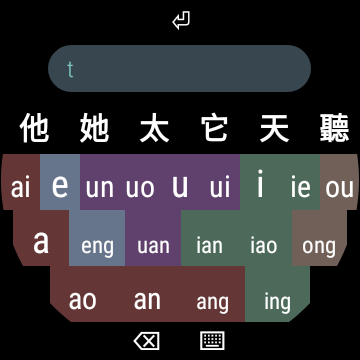 t
他 她 太 它 天 聽
ai e un uo u ui i ie ou
a eng uan ian iao ong
ao an ang ing